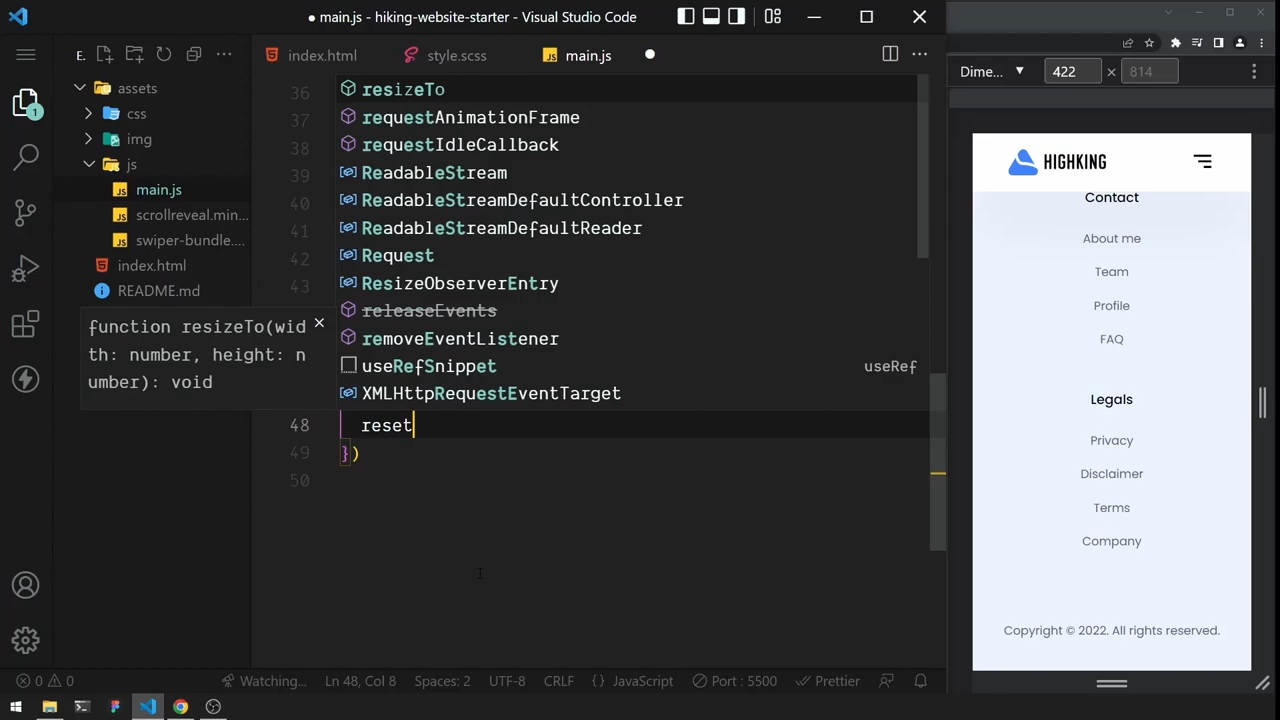 ● main.js - hiking-website-starter - Visual Studio Code
E.
index.html
style.scss
main.js
assets
css
img
js
main.js
scrollreveal.min...
swiper-bundle....
index.html
README.md
1
36
37
38
39
40
41
42
43
resizeTo
requestAnimationFrame
requestIdleCallback
ReadableStream
ReadableStreamDefaultController
ReadableStreamDefaultReader
Request
ResizeObserverEntry
releaseEvents
removeEventListener
useRefSnippet useRef
XMLHttpRequestEventTarget
function resizeTo(wid
th: number, height: n
umber): void
48 reset
49 })
50
0 0
Watching...
Ln 48, Col 8
Spaces: 2
UTF-8
CRLF
{} JavaScript
Port : 5500
Prettier
Dime...
422 × 814
HIGHKING
Contact
About me
Team
Profile
FAQ
Legals
Privacy
Disclaimer
Terms
Company
Copyright © 2022. All rights reserved.